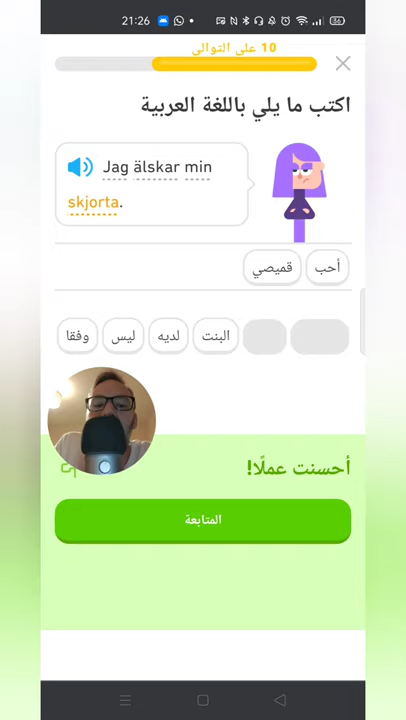 21:26
10 على التوالي
اكتب ما يلي باللغة العربية
Jag älskar min
skjorta.
أحب قميصي
البنت لديه ليس وفقا
أحسنت عملًا!
المتابعة